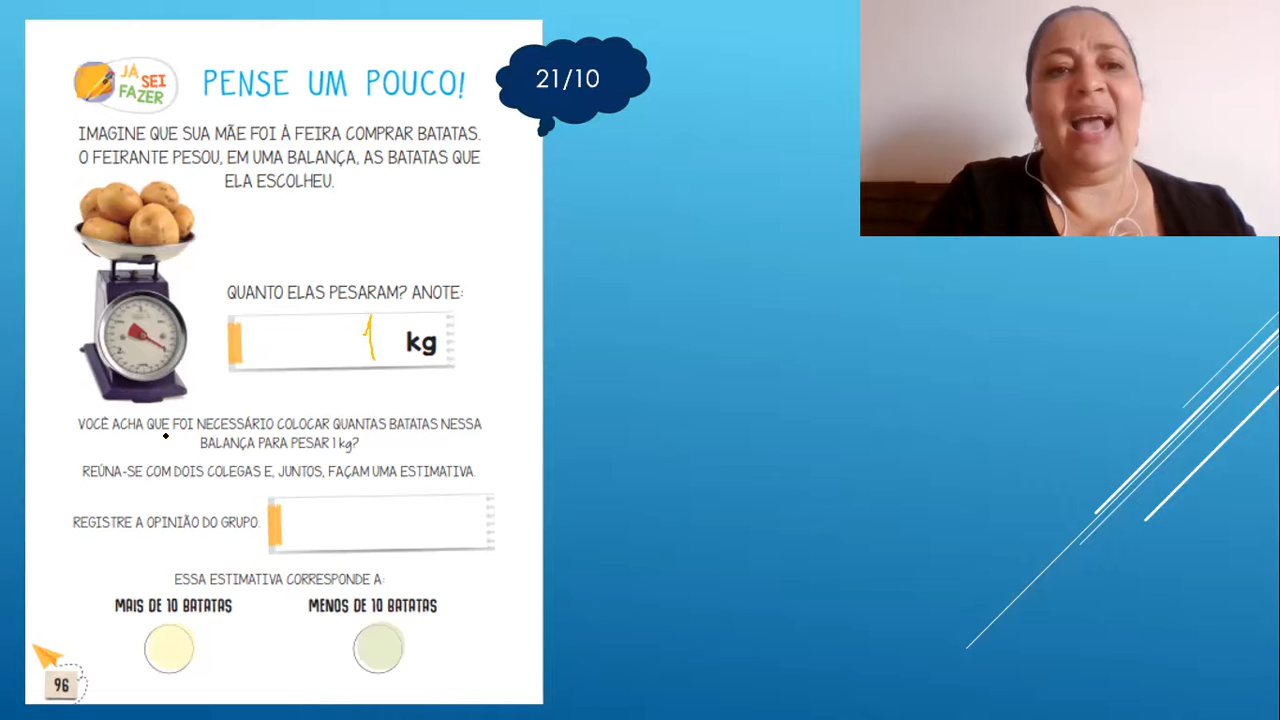 JÁ
SEI
FAZER
PENSE UM POUCO!
21/10
IMAGINE QUE SUA MÃE FOI À FEIRA COMPRAR BATATAS.
O FEIRANTE PESOU, EM UMA BALANÇA, AS BATATAS QUE
ELA ESCOLHEU.
QUANTO ELAS PESARAM? ANOTE:
1 kg
VOCÊ ACHA QUE FOI NECESSÁRIO COLOCAR QUANTAS BATATAS NESSA
BALANÇA PARA PESAR 1 kg?
REÚNA-SE COM DOIS COLEGAS E, JUNTOS, FAÇAM UMA ESTIMATIVA.
REGISTRE A OPINIÃO DO GRUPO.
ESSA ESTIMATIVA CORRESPONDE A:
MAIS DE 10 BATATAS MENOS DE 10 BATATAS
96